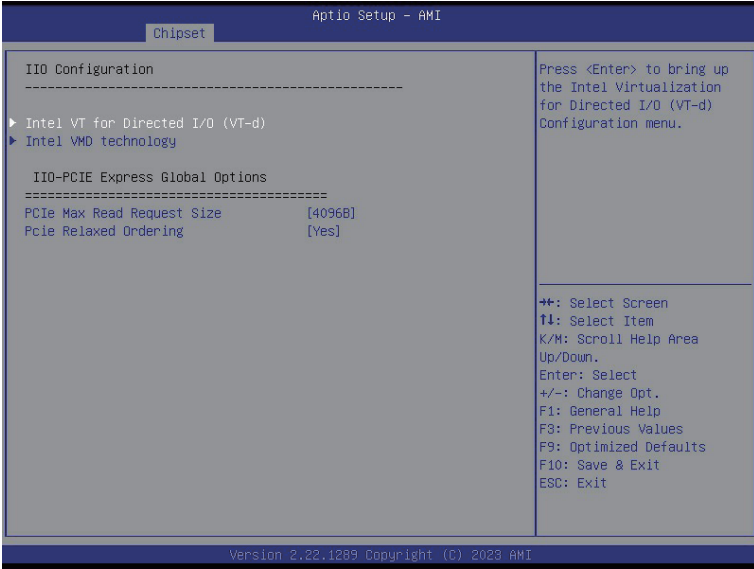 Aptio Setup – AMI
Chipset
IIO Configuration
------------------------------------------------------------
▶ Intel VT for Directed I/O (VT-d)
▶ Intel VMD technology
IIO-PCIE Express Global Options
========================================
PCIe Max Read Request Size [4096B]
Pcie Relaxed Ordering [Yes]
Press <Enter> to bring up
the Intel Virtualization
for Directed I/O (VT-d)
Configuration menu.
→←: Select Screen
↑↓: Select Item
K/M: Scroll Help Area
Up/Down.
Enter: Select
+/-: Change Opt.
F1: General Help
F3: Previous Values
F9: Optimized Defaults
F10: Save & Exit
ESC: Exit
Version 2.22.1289 Copyright (C) 2023 AMI